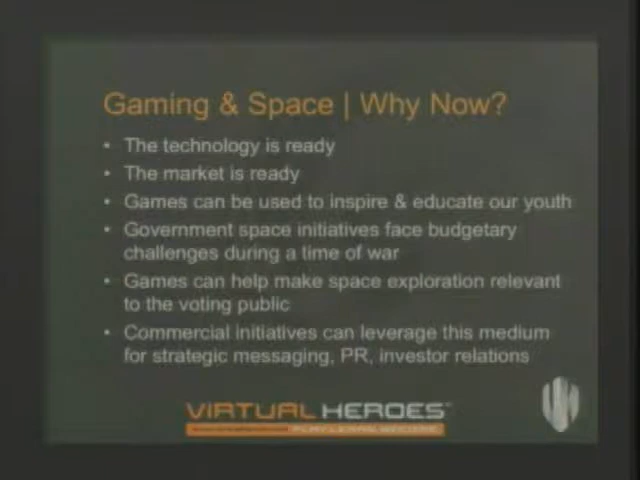 Gaming & Space | Why Now?
• The technology is ready
• The market is ready
• Games can be used to inspire & educate our youth
• Government space initiatives face budgetary
challenges during a time of war
• Games can help make space exploration relevant
to the voting public
• Commercial initiatives can leverage this medium
for strategic messaging, PR, investor relations
VIRTUAL HEROES